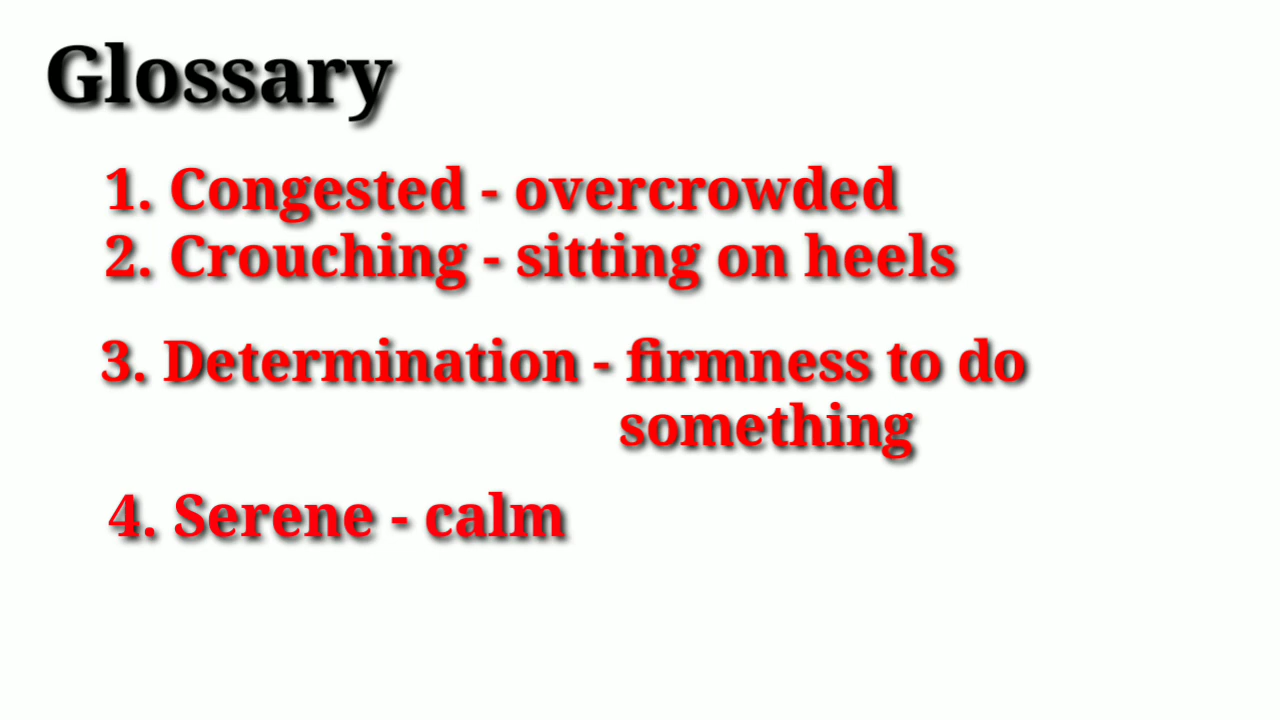 Glossary
1. Congested - overcrowded
2. Crouching - sitting on heels
3. Determination - firmness to do
something
4. Serene - calm